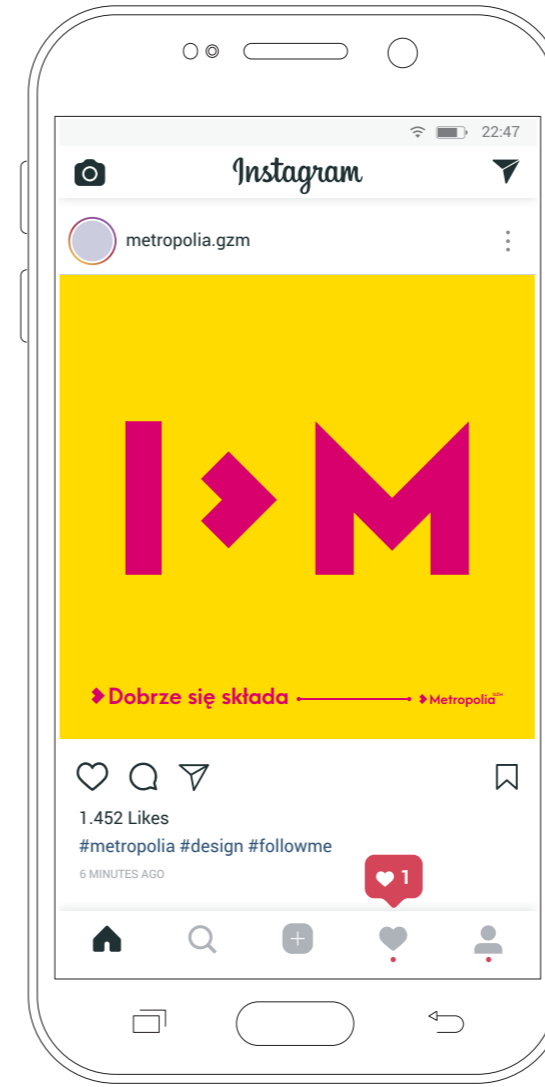 22:47
Instagram
metropolia.gzm
I M
Dobrze się składa
Metropolia GZM
1.452 Likes
#metropolia #design #followme
6 MINUTES AGO
1